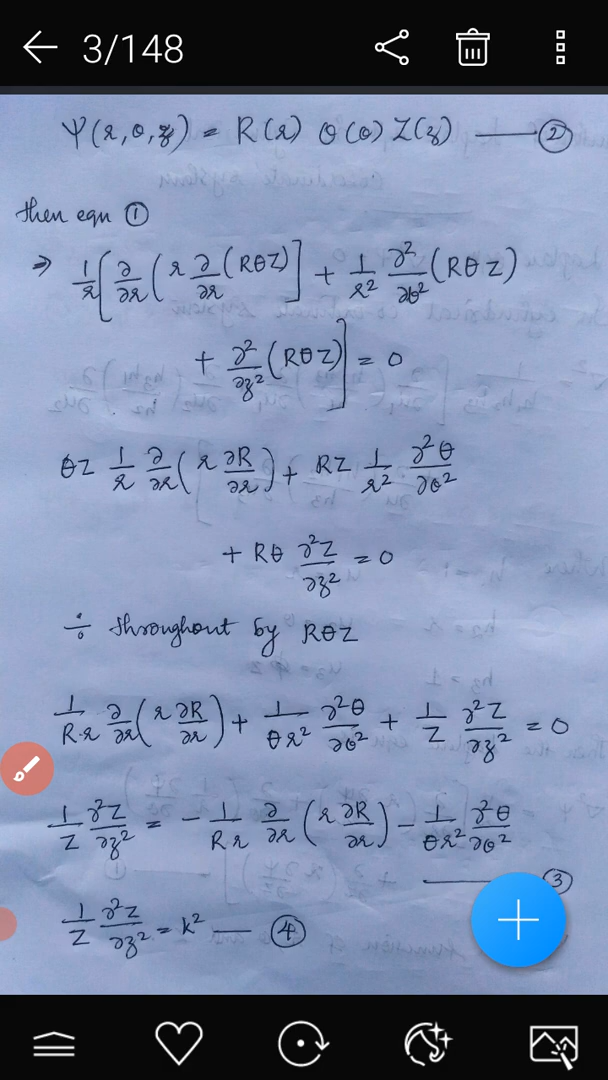 3/148
Ψ(r,θ,z) = R(r) θ(θ) Z(z) — ②
then eqn ①
⇒ 1/r [∂/∂r (r ∂/∂r (RθZ)] + 1/r² ∂²/∂θ² (RθZ)
+ ∂²/∂z² (RθZ)] = 0
θZ 1/r ∂/∂r (r ∂R/∂r) + RZ 1/r² ∂²θ/∂θ²
+ Rθ ∂²Z/∂z² = 0
÷ throughout by RθZ
1/R.r ∂/∂r (r ∂R/∂r) + 1/θr² ∂²θ/∂θ² + 1/Z ∂²Z/∂z² = 0
1/Z ∂²Z/∂z² = - 1/Rr ∂/∂r (r ∂R/∂r) - 1/θr² ∂²θ/∂θ²
— ③
1/Z ∂²Z/∂z² = k² — ④